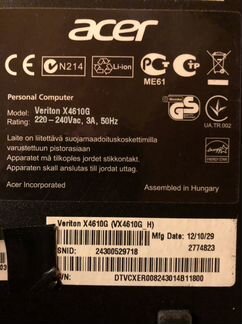 acer
N214
Li-ion
ME61
GS
UA.TR.002
Personal Computer
Model: Veriton X4610G
Rating: 220-240Vac, 3A, 50Hz
Laite on liitettävä suojamaadoituskoskettimilla
varustettuun pistorasiaan
Apparatet må tilkoples jordet stikkontakt.
Apparaten skall anslutas till jordat uttag
Acer Incorporated
Assembled in Hungary
Veriton X4610G (VX4610G_H)
Mfg Date: 12/10/29
SNID: 24300529718
2774823
S/N: DTVCXER008243014B11800